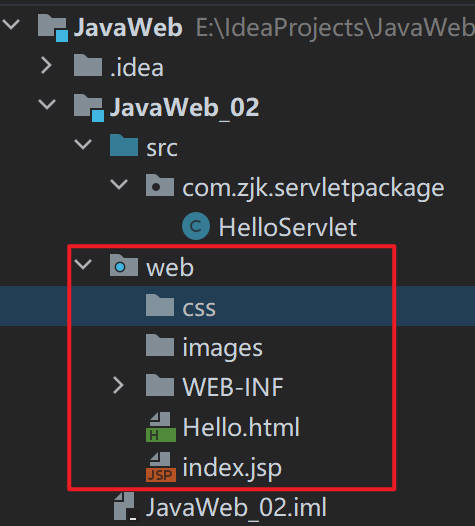 JavaWeb E:\IdeaProjects\JavaWeb
.idea
JavaWeb_02
src
com.zjk.servletpackage
C HelloServlet
web
css
images
WEB-INF
H Hello.html
JSP index.jsp
JavaWeb_02.iml